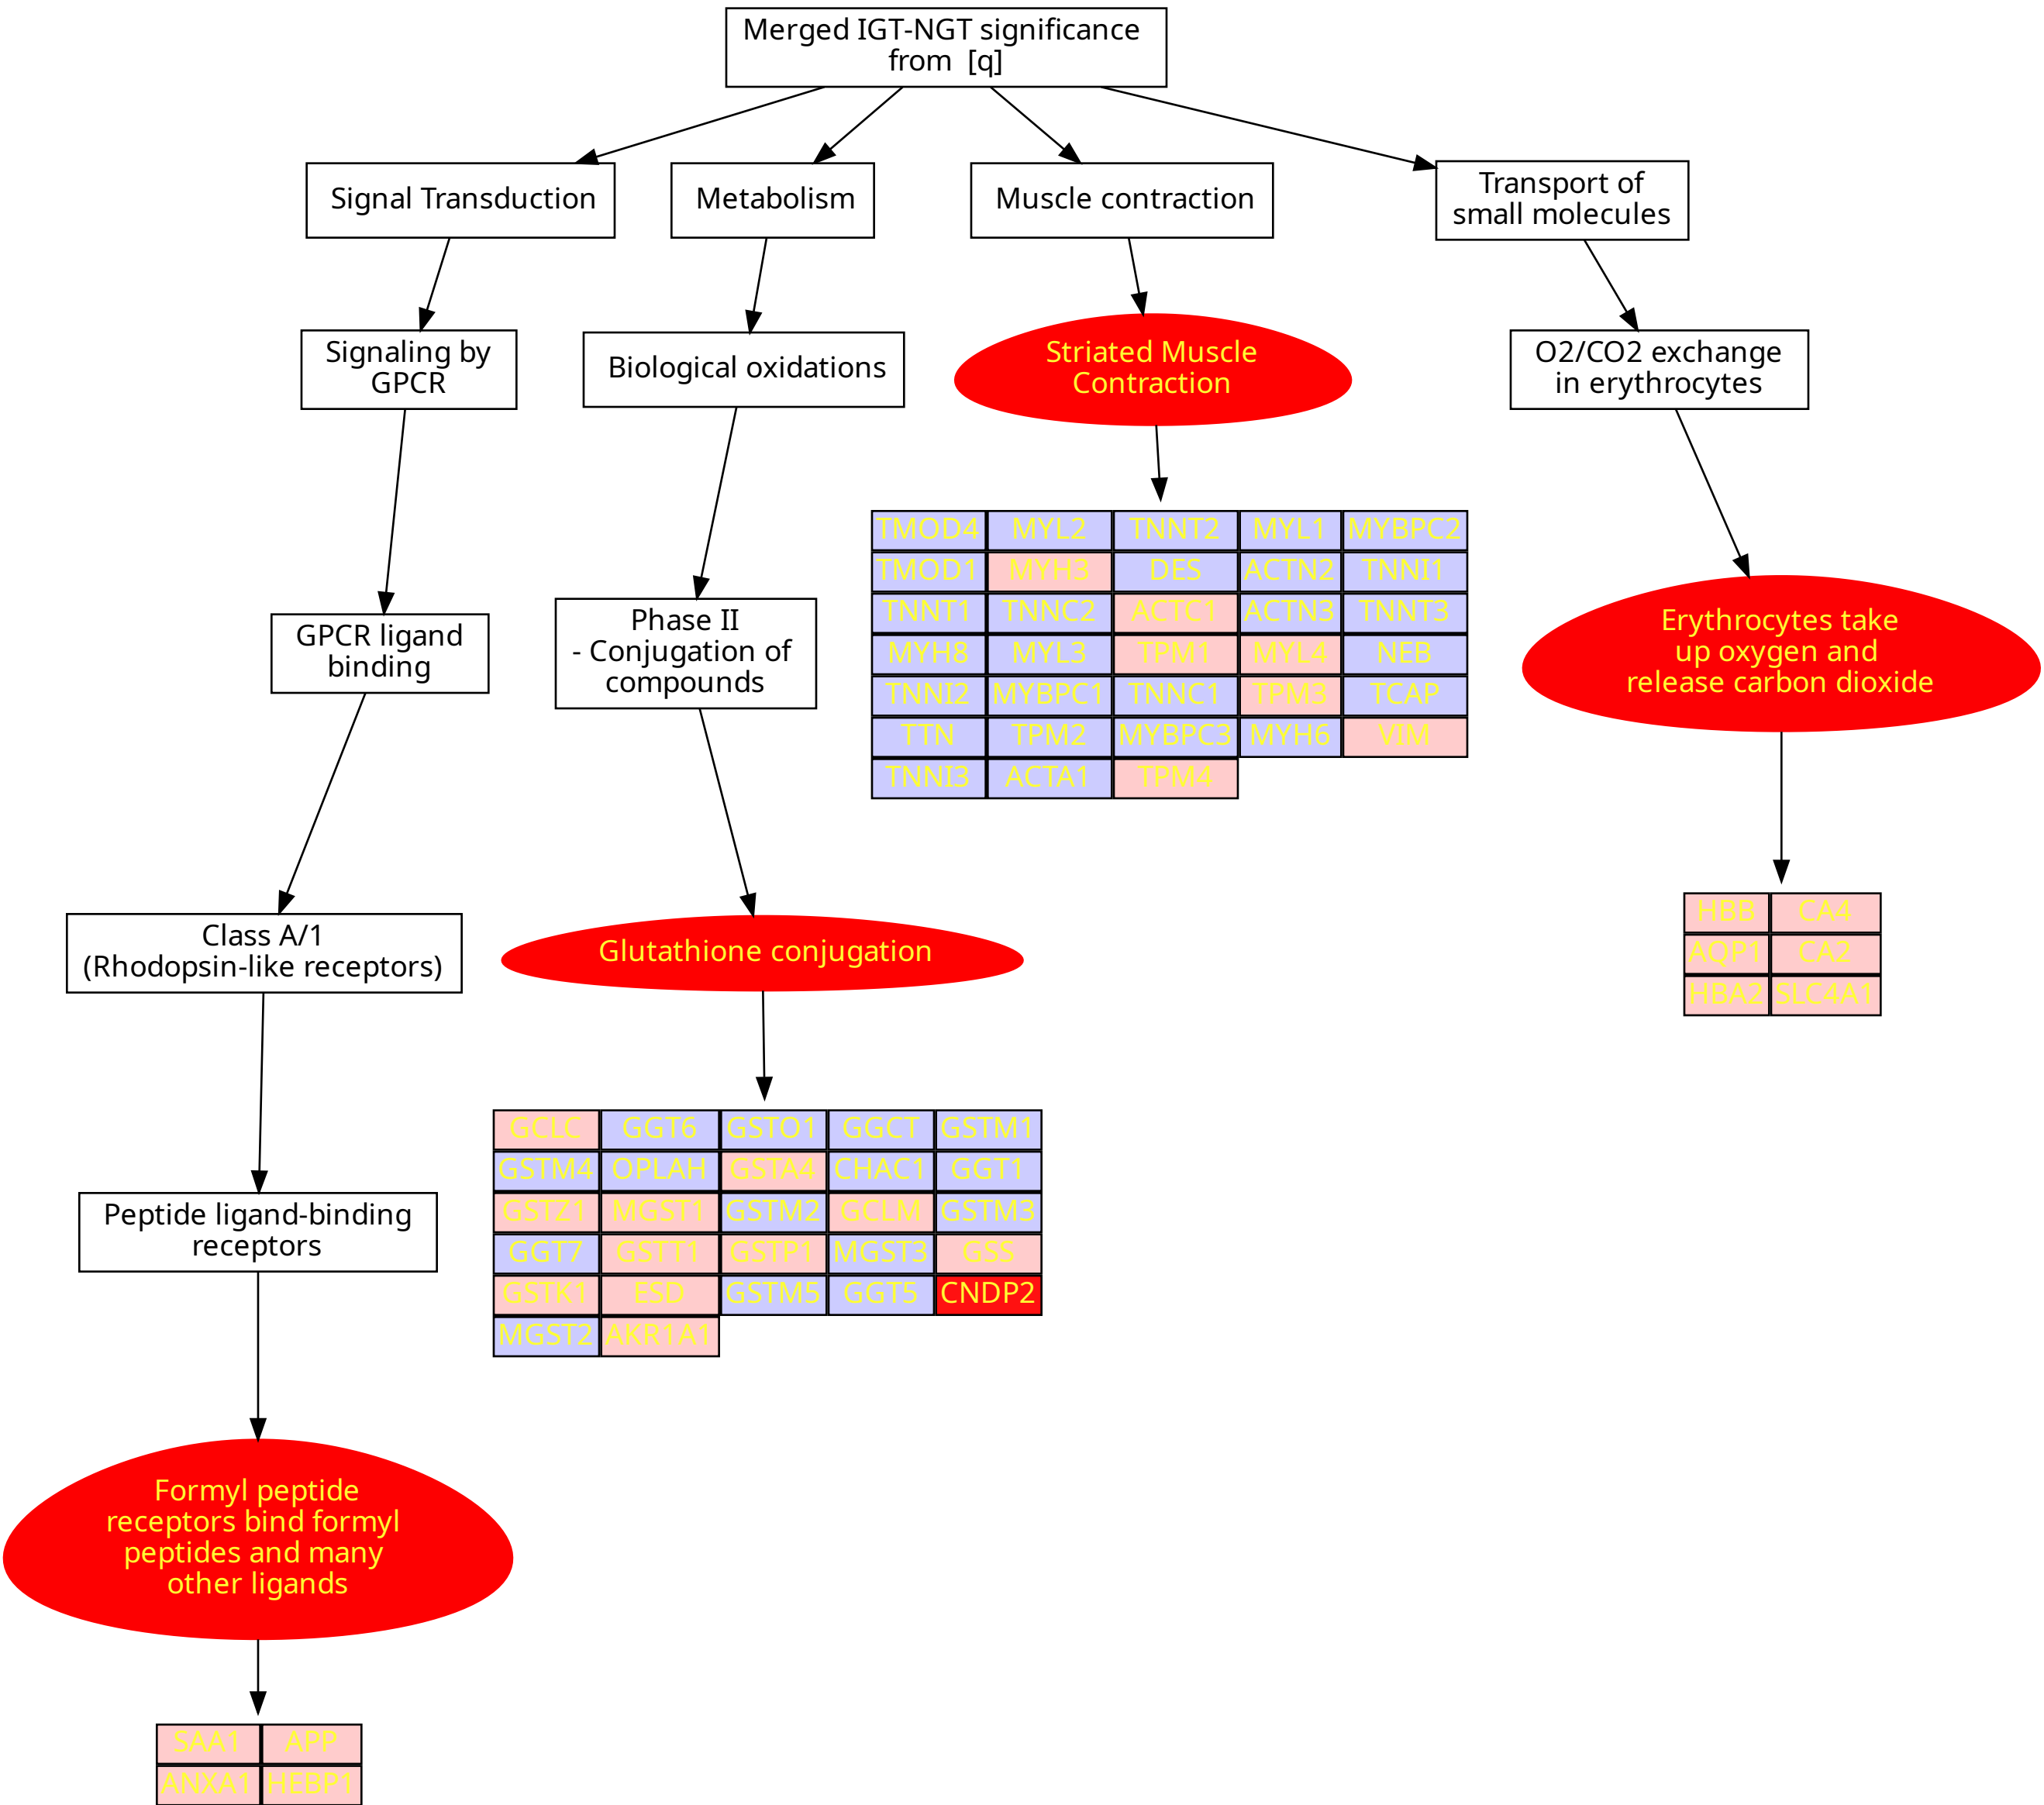 Merged IGT-NGT significance
from  [q]
Signal Transduction
Metabolism
Muscle contraction
Transport of
small molecules
Signaling by
GPCR
Biological oxidations
Striated Muscle
Contraction
O2/CO2 exchange
in erythrocytes
TMOD4 MYL2 TNNT2 MYL1 MYBPC2
TMOD1 MYH3 DES ACTN2 TNNI1
TNNT1 TNNC2 ACTC1 ACTN3 TNNT3
MYH8 MYL3 TPM1 MYL4 NEB
TNNI2 MYBPC1 TNNC1 TPM3 TCAP
TTN TPM2 MYBPC3 MYH6 VIM
TNNI3 ACTA1 TPM4
GPCR ligand
binding
Phase II
- Conjugation of
compounds
Erythrocytes take
up oxygen and
release carbon dioxide
Class A/1
(Rhodopsin-like receptors)
Glutathione conjugation
HBB CA4
AQP1 CA2
HBA2 SLC4A1
GCLC GGT6 GSTO1 GGCT GSTM1
GSTM4 OPLAH GSTA4 CHAC1 GGT1
GSTZ1 MGST1 GSTM2 GCLM GSTM3
GGT7 GSTT1 GSTP1 MGST3 GSS
GSTK1 ESD GSTM5 GGT5 CNDP2
MGST2 AKR1A1
Peptide ligand-binding
receptors
Formyl peptide
receptors bind formyl
peptides and many
other ligands
SAA1 APP
ANXA1 HEBP1